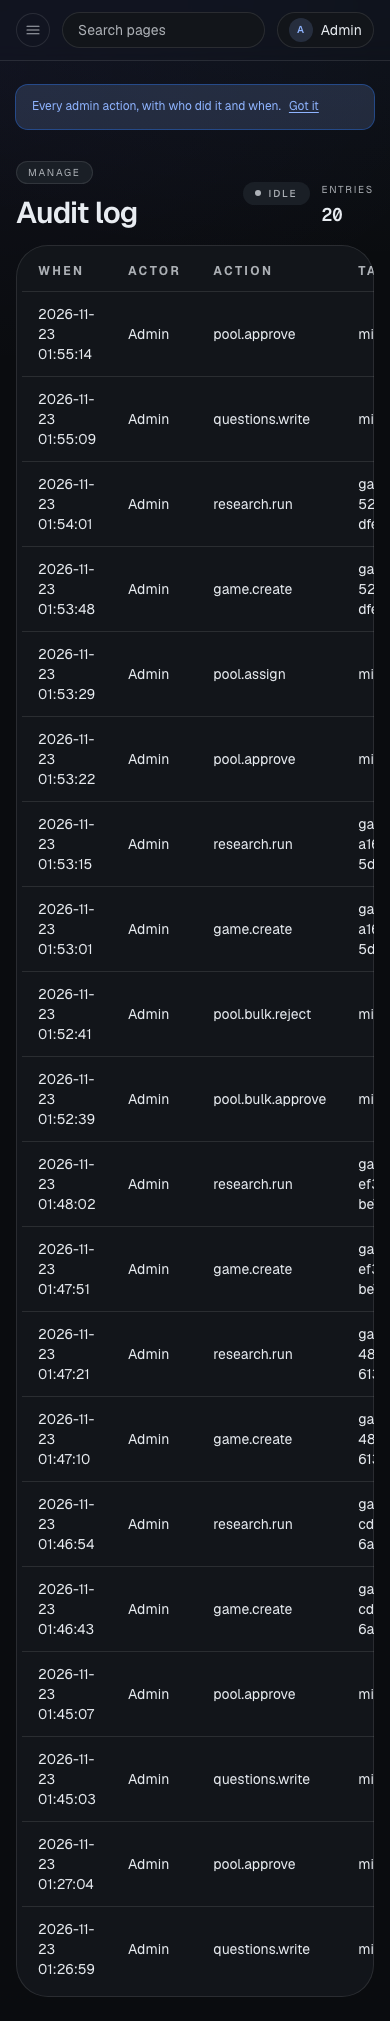 Search pages
A Admin
Every admin action, with who did it and when. Got it
MANAGE
IDLE
ENTRIES
Audit log
20
WHEN ACTOR ACTION
2026-11-
23
01:55:14
Admin pool.approve
2026-11-
23
01:55:09
Admin questions.write
2026-11-
23
01:54:01
Admin research.run
2026-11-
23
01:53:48
Admin game.create
2026-11-
23
01:53:29
Admin pool.assign
2026-11-
23
01:53:22
Admin pool.approve
2026-11-
23
01:53:15
Admin research.run
2026-11-
23
01:53:01
Admin game.create
2026-11-
23
01:52:41
Admin pool.bulk.reject
2026-11-
23
01:52:39
Admin pool.bulk.approve
2026-11-
23
01:48:02
Admin research.run
2026-11-
23
01:47:51
Admin game.create
2026-11-
23
01:47:21
Admin research.run
2026-11-
23
01:47:10
Admin game.create
2026-11-
23
01:46:54
Admin research.run
2026-11-
23
01:46:43
Admin game.create
2026-11-
23
01:45:07
Admin pool.approve
2026-11-
23
01:45:03
Admin questions.write
2026-11-
23
01:27:04
Admin pool.approve
2026-11-
23
01:26:59
Admin questions.write